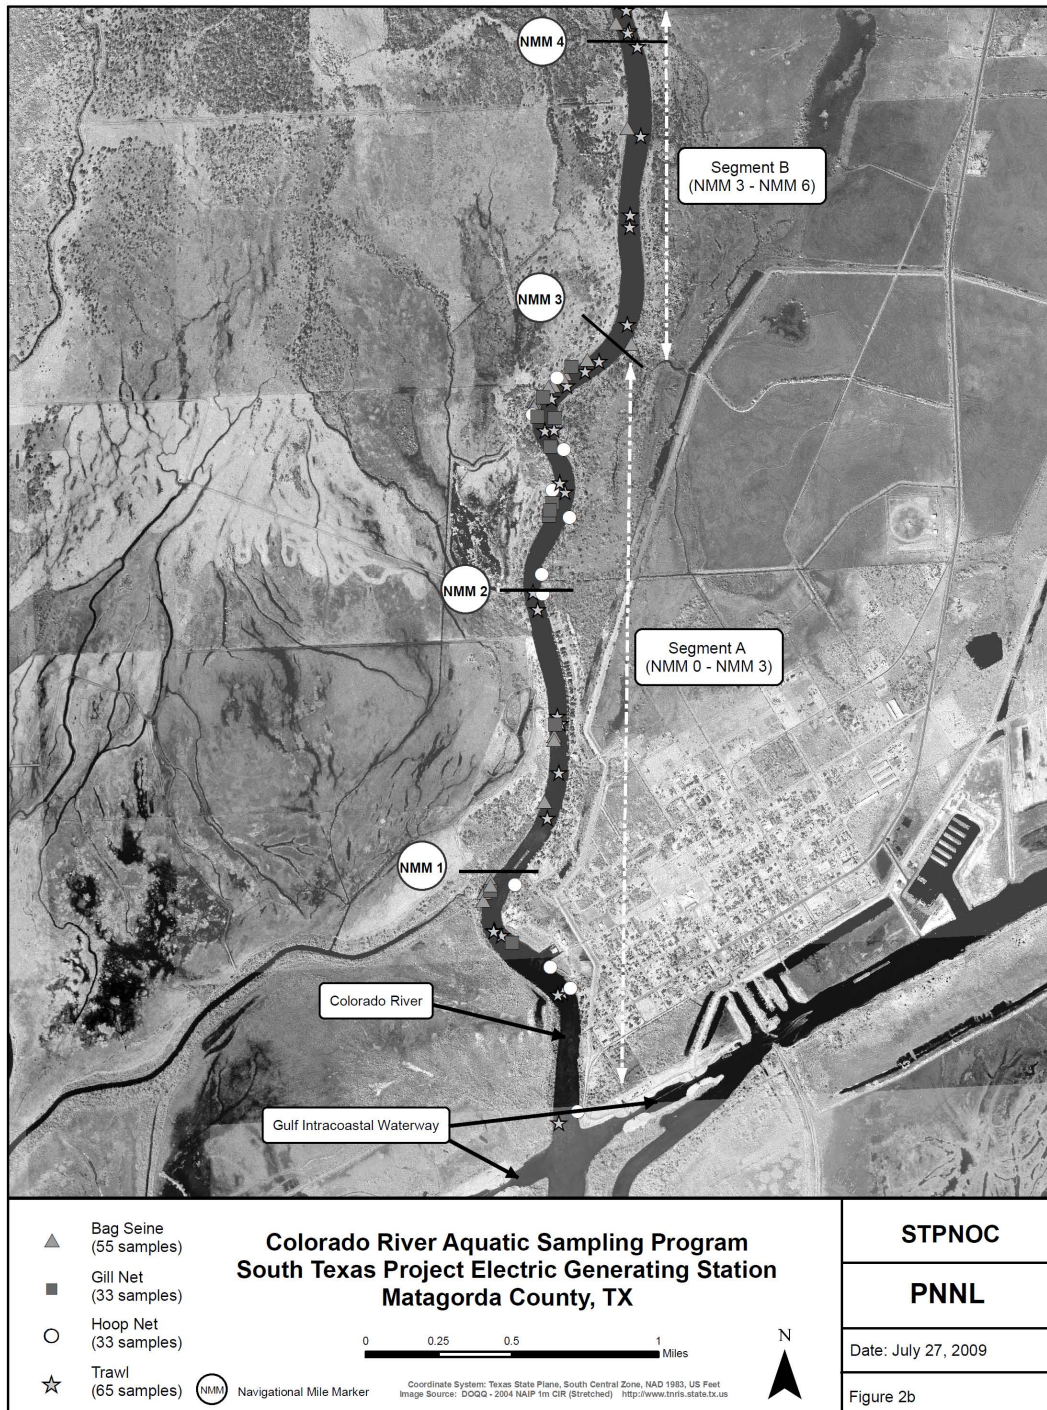 NMM 4
Segment B
(NMM 3 - NMM 6)
NMM 3
NMM 2
Segment A
(NMM 0 - NMM 3)
NMM 1
Colorado River
Gulf Intracoastal Waterway
Bag Seine
(55 samples)
Gill Net
(33 samples)
Hoop Net
(33 samples)
Trawl
(65 samples)
NMM
Navigational Mile Marker
Colorado River Aquatic Sampling Program
South Texas Project Electric Generating Station
Matagorda County, TX
0 0.25 0.5 1
Miles
Coordinate System: Texas State Plane, South Central Zone, NAD 1983, US Feet
Image Source: DOQQ - 2004 NAIP 1m CIR (Stretched) http://www.tnris.state.tx.us
N
STPNOC
PNNL
Date: July 27, 2009
Figure 2b